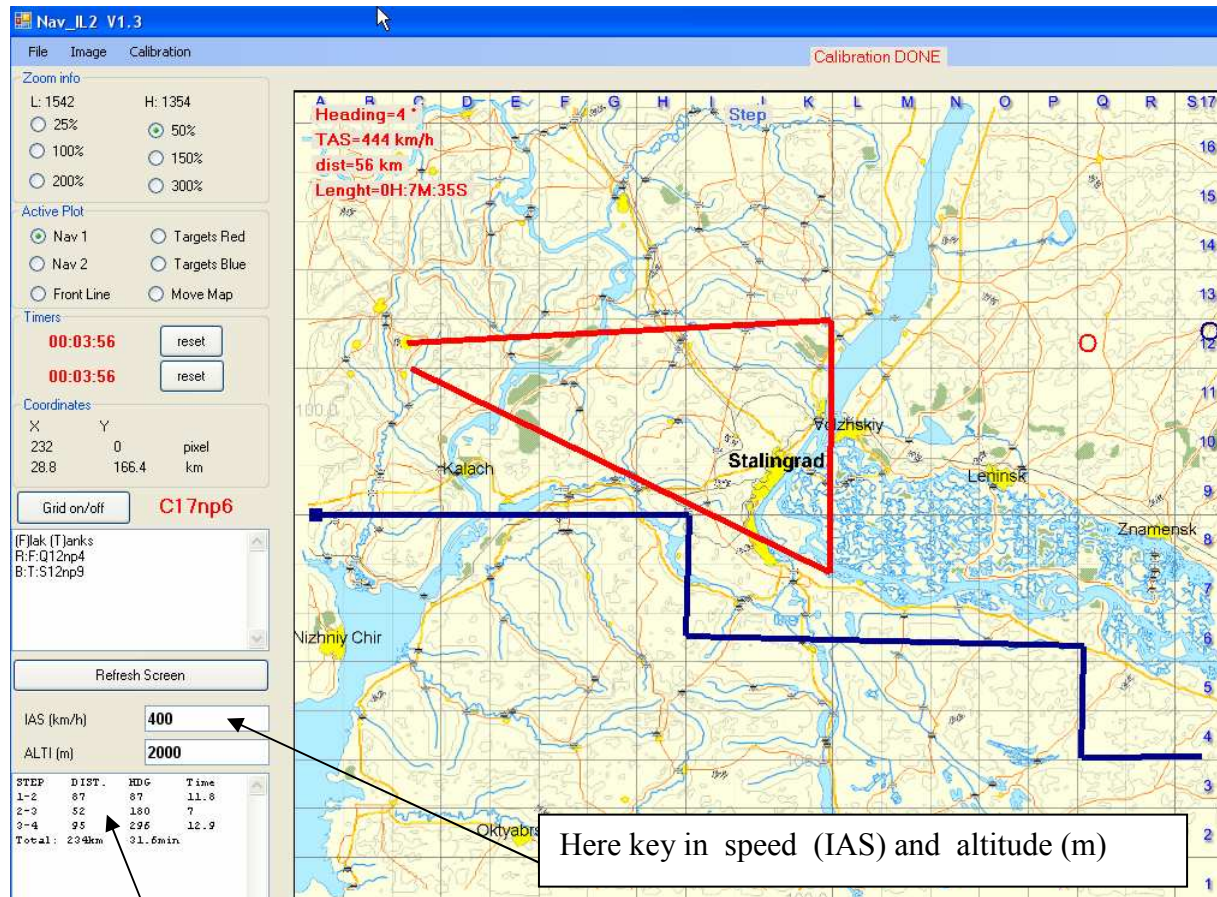 Nav_IL2 V1.3
File Image Calibration
Calibration DONE
Zoom info
L: 1542 H: 1354
25% 50%
100% 150%
200% 300%
Active Plot
Nav 1 Targets Red
Nav 2 Targets Blue
Front Line Move Map
Timers
00:03:56 reset
00:03:56 reset
Coordinates
X Y
232 0 pixel
28.8 166.4 km
Grid on/off C17np6
(F)lak (T)anks
R:F:Q12np4
B:T:S12np9
Refresh Screen
IAS (km/h) 400
ALTI (m) 2000
STEP DIST. HDG Time
1-2 87 87 11.8
2-3 52 180 7
3-4 95 296 12.9
Total: 234km 31.6min
A B C D E F G H I J K L M N O P Q R S 17
Heading=4 °
TAS=444 km/h
dist=56 km
Lenght=0H:7M:35S
Step
16
15
14
13
12
11
100.0
Volzhskiy
10
Stalingrad
Kalach
Leninsk
9
Znamensk
8
7
Nizhniy Chir
6
5
4
3
2
1
Here key in speed (IAS) and altitude (m)